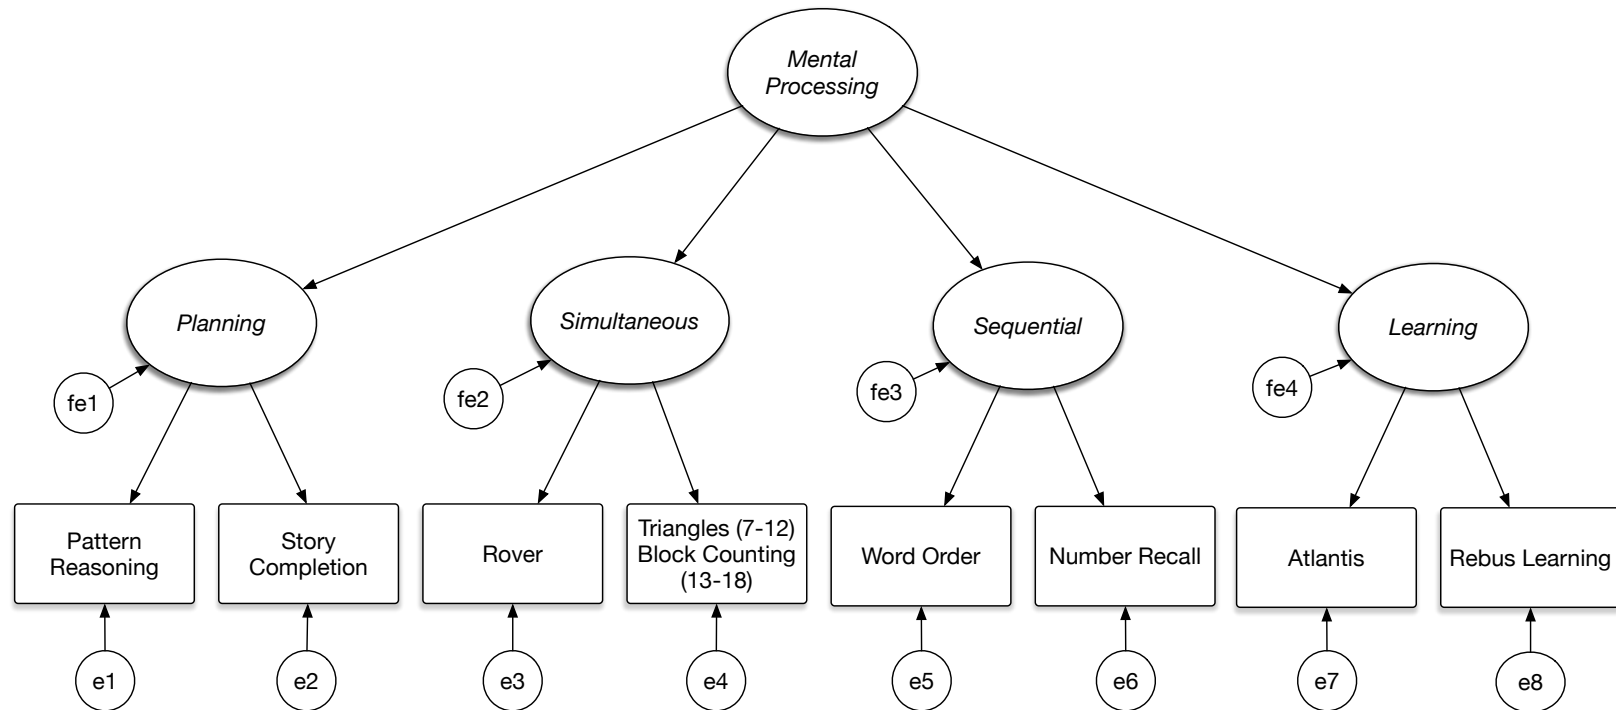 Mental
Processing
Planning
Simultaneous
Sequential
Learning
fe1
fe2
fe3
fe4
Pattern
Reasoning
Story
Completion
Rover
Triangles (7-12)
Block Counting
(13-18)
Word Order
Number Recall
Atlantis
Rebus Learning
e1
e2
e3
e4
e5
e6
e7
e8